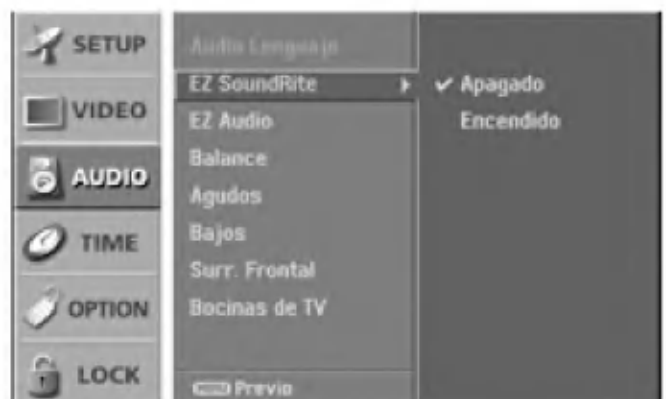 SETUP
VIDEO
AUDIO
TIME
OPTION
LOCK
Audio Lenguaje
EZ SoundRite
EZ Audio
Balance
Agudos
Bajos
Surr. Frontal
Bocinas de TV
MENU Previo
Apagado
Encendido